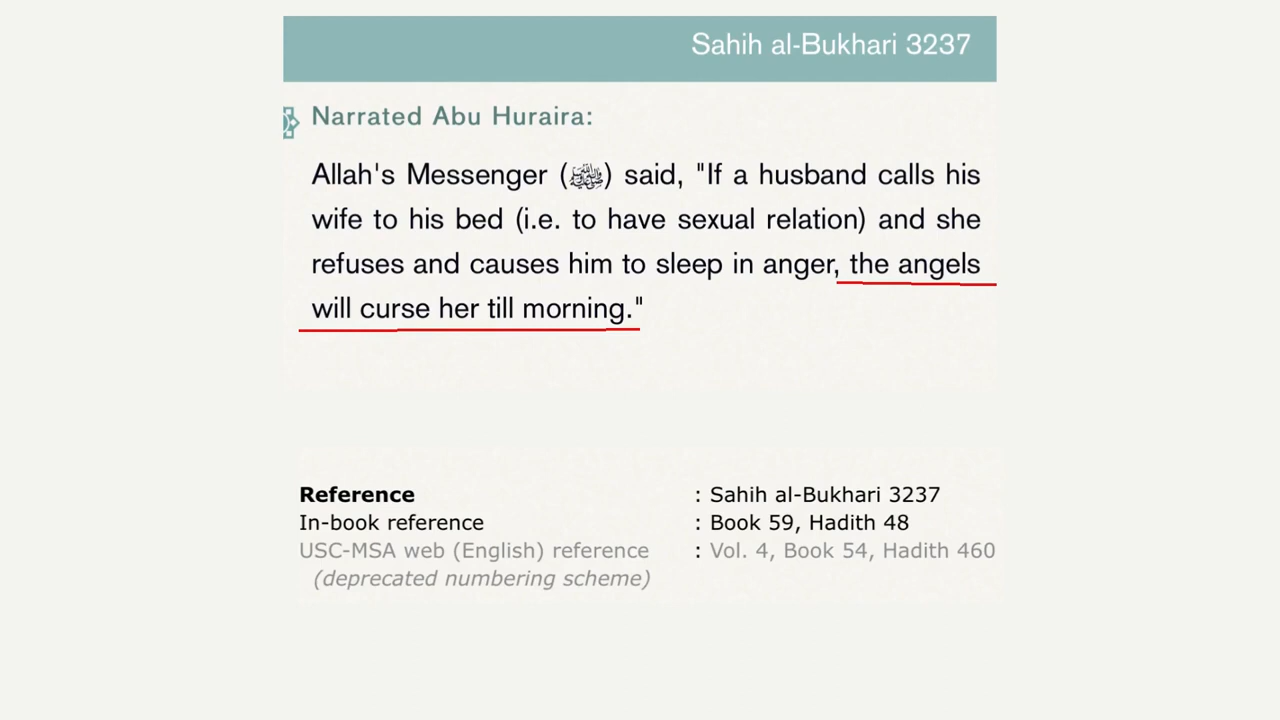 Sahih al-Bukhari 3237
Narrated Abu Huraira:
Allah's Messenger (ﷺ) said, "If a husband calls his
wife to his bed (i.e. to have sexual relation) and she
refuses and causes him to sleep in anger, the angels
will curse her till morning."
Reference : Sahih al-Bukhari 3237
In-book reference : Book 59, Hadith 48
USC-MSA web (English) reference : Vol. 4, Book 54, Hadith 460
(deprecated numbering scheme)